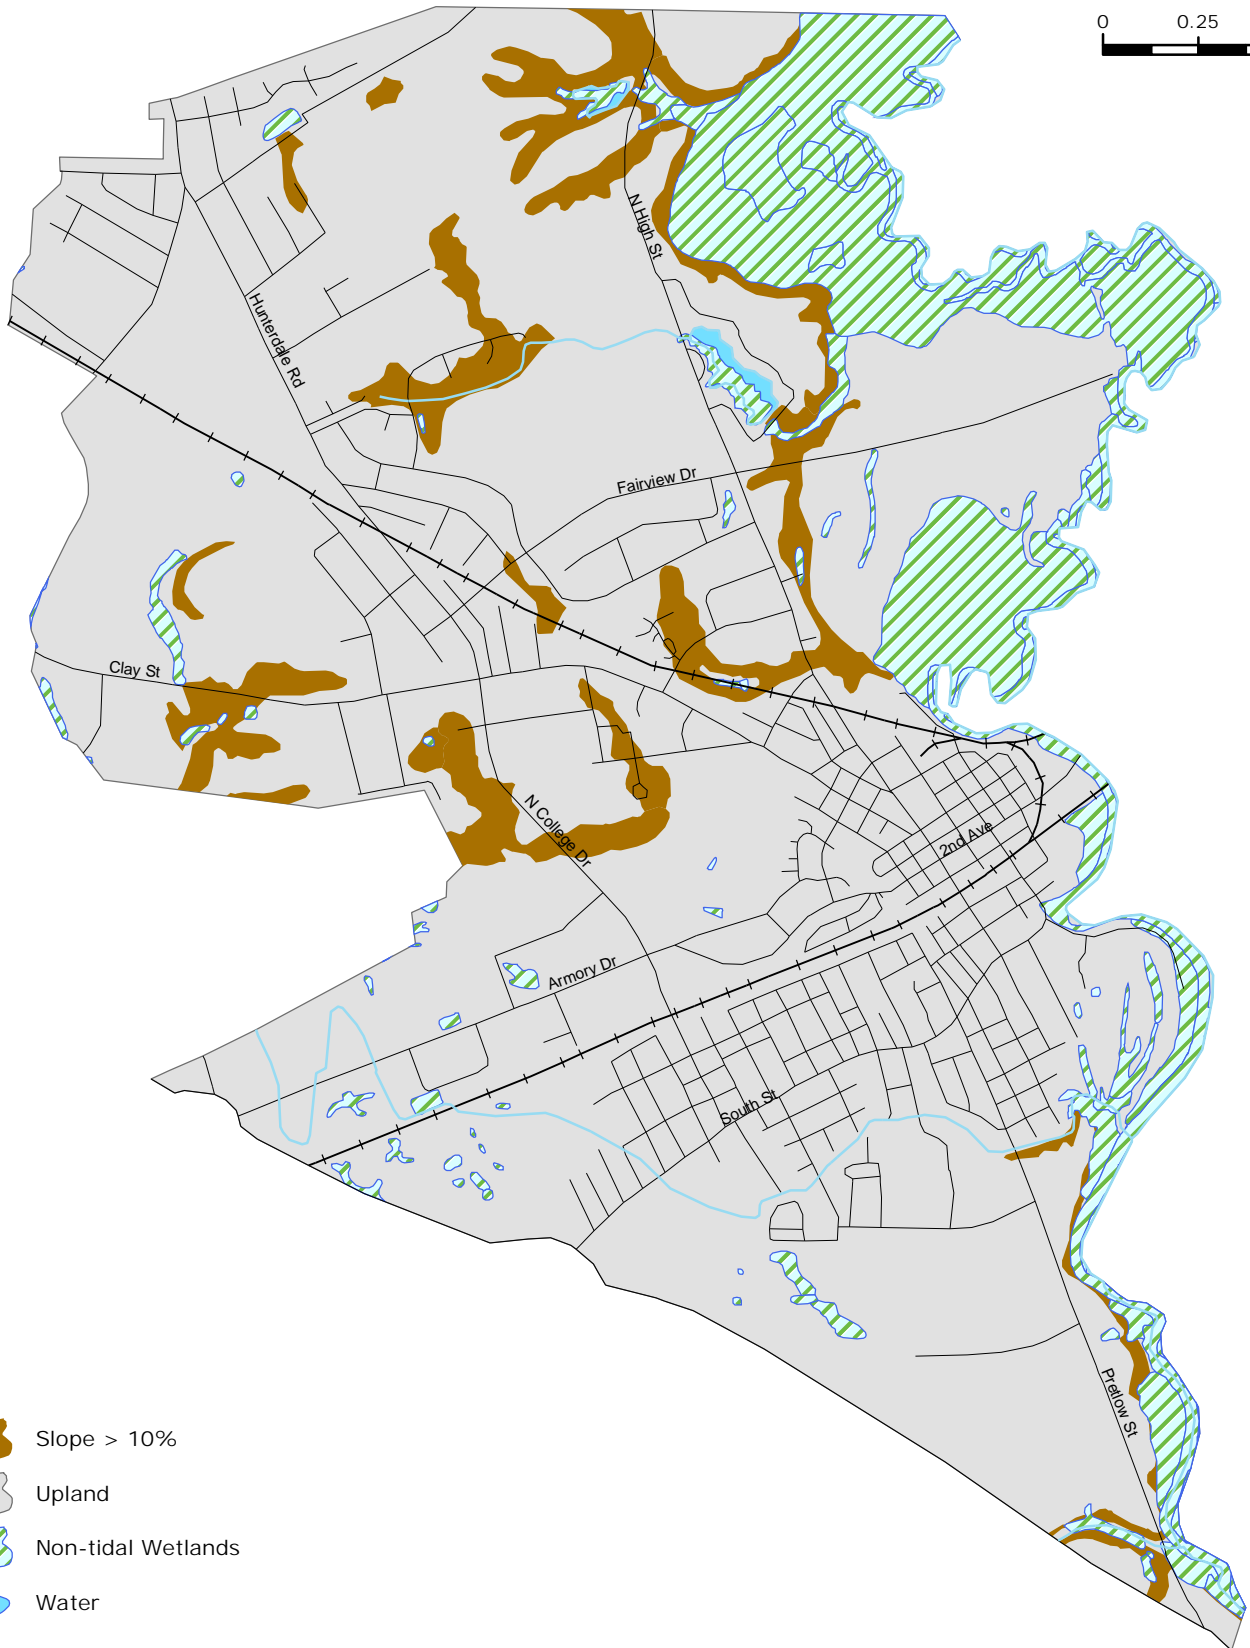 0 0.25
N High St
Hunterdale Rd
Fairview Dr
Clay St
N College Dr
2nd Ave
Armory Dr
South St
Pretlow St
Slope > 10%
Upland
Non-tidal Wetlands
Water